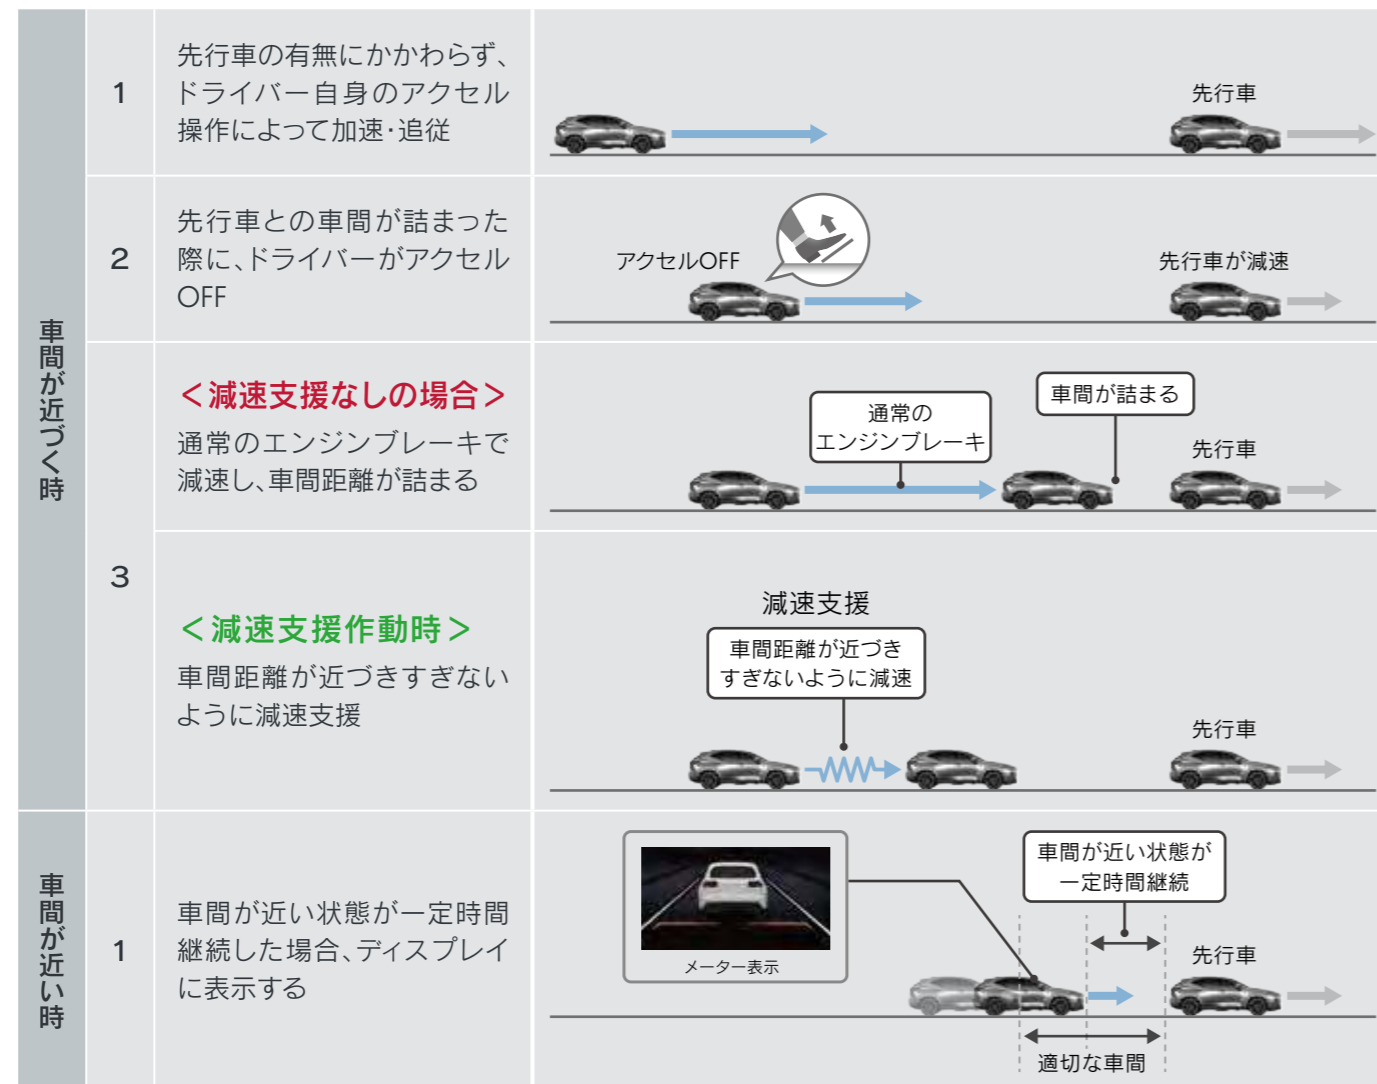 車間が近づく時
1
先行車の有無にかかわらず、
ドライバー自身のアクセル
操作によって加速･追従
先行車
2
先行車との車間が詰まった
際に、ドライバーがアクセル
OFF
アクセルOFF
先行車が減速
3
＜減速支援なしの場合＞
通常のエンジンブレーキで
減速し、車間距離が詰まる
通常の
エンジンブレーキ
車間が詰まる
先行車
＜減速支援作動時＞
車間距離が近づきすぎない
ように減速支援
減速支援
車間距離が近づき
すぎないように減速
先行車
車間が近い時
1
車間が近い状態が一定時間
継続した場合、ディスプレイ
に表示する
メーター表示
車間が近い状態が
一定時間継続
先行車
適切な車間